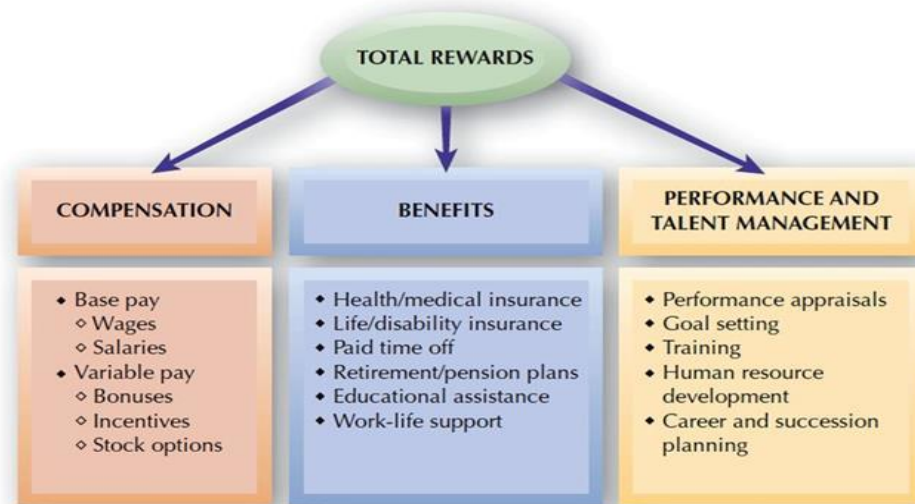 TOTAL REWARDS
COMPENSATION
◆ Base pay
◇ Wages
◇ Salaries
◆ Variable pay
◇ Bonuses
◇ Incentives
◇ Stock options
BENEFITS
◆ Health/medical insurance
◆ Life/disability insurance
◆ Paid time off
◆ Retirement/pension plans
◆ Educational assistance
◆ Work-life support
PERFORMANCE AND
TALENT MANAGEMENT
◆ Performance appraisals
◆ Goal setting
◆ Training
◆ Human resource
development
◆ Career and succession
planning